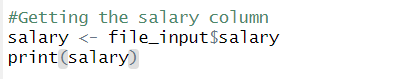 #Getting the salary column
salary <- file_input$salary
print(salary)